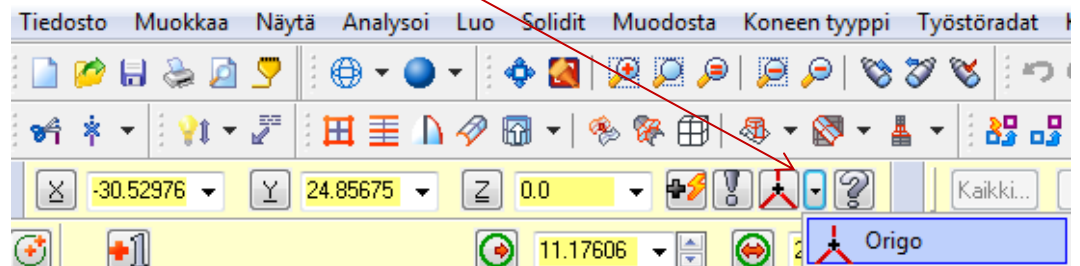 Tiedosto Muokkaa Näytä Analysoi Luo Solidit Muodosta Koneen tyyppi Työstöradat
X -30.52976 Y 24.85675 Z 0.0 Kaikki...
11.17606
Origo